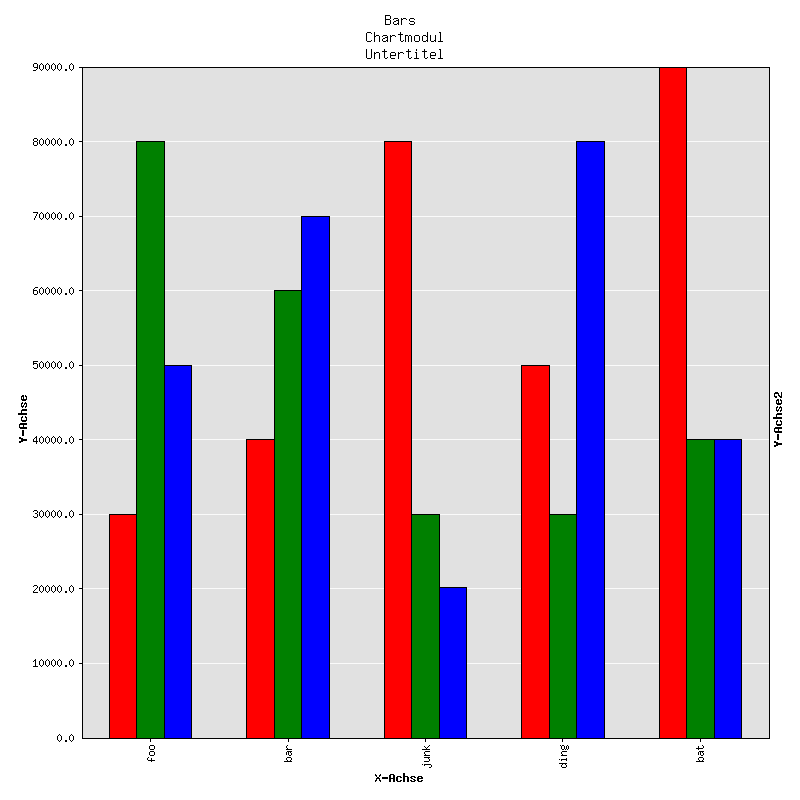 Bars
Chartmodul
Untertitel
90000.0
80000.0
70000.0
60000.0
50000.0
40000.0
30000.0
20000.0
10000.0
0.0
Y-Achse
Y-Achse2
foo
bar
junk
ding
bat
X-Achse